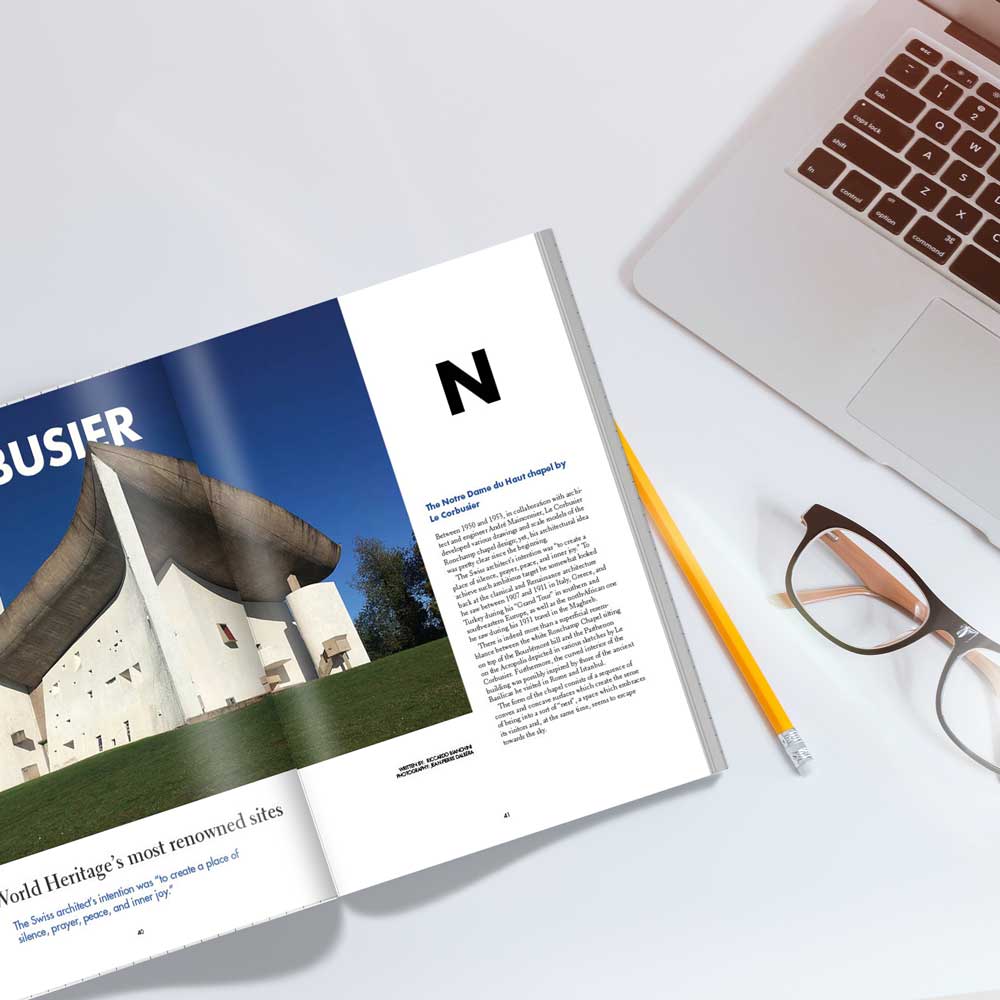 BUSIER
World Heritage's most renowned sites
The Swiss architect's intention was "to create a place of
silence, prayer, peace, and inner joy."
40
N
The Notre Dame du Haut chapel by
Le Corbusier
Between 1950 and 1953, in collaboration with archi-
tect and engineer André Maisonnier, Le Corbusier
developed various drawings and scale models of the
Ronchamp chapel design; yet, his architectural idea
was pretty clear since the beginning.
The Swiss architect's intention was "to create a
place of silence, prayer, peace, and inner joy." To
achieve such ambitious target he somewhat looked
back at the classical and Renaissance architecture
he saw between 1907 and 1911 in Italy, Greece, and
Turkey during his "Grand Tour" in southern and
southeastern Europe, as well as the north-African one
he saw during his 1931 travel in the Maghreb.
There is indeed more than a superficial resem-
blance between the white Ronchamp Chapel sitting
on top of the Bourlémont hill and the Parthenon
on the Acropolis depicted in various sketches by Le
Corbusier. Furthermore, the curved interior of the
building was possibly inspired by those of the ancient
Basilicas he visited in Rome and Istanbul.
The form of the chapel consists of a sequence of
convex and concave surfaces which create the sense
of being into a sort of "nest", a space which embraces
its visitors and, at the same time, seems to escape
towards the sky.
WRITTEN BY: RICCARDO BIANCHINI
PHOTOGRAPHY: JEAN-PIERRE DALBÉRA
41
esc
~ ! @
1 2
tab Q W
caps lock A S
shift Z X C
fn control alt option ⌘ command